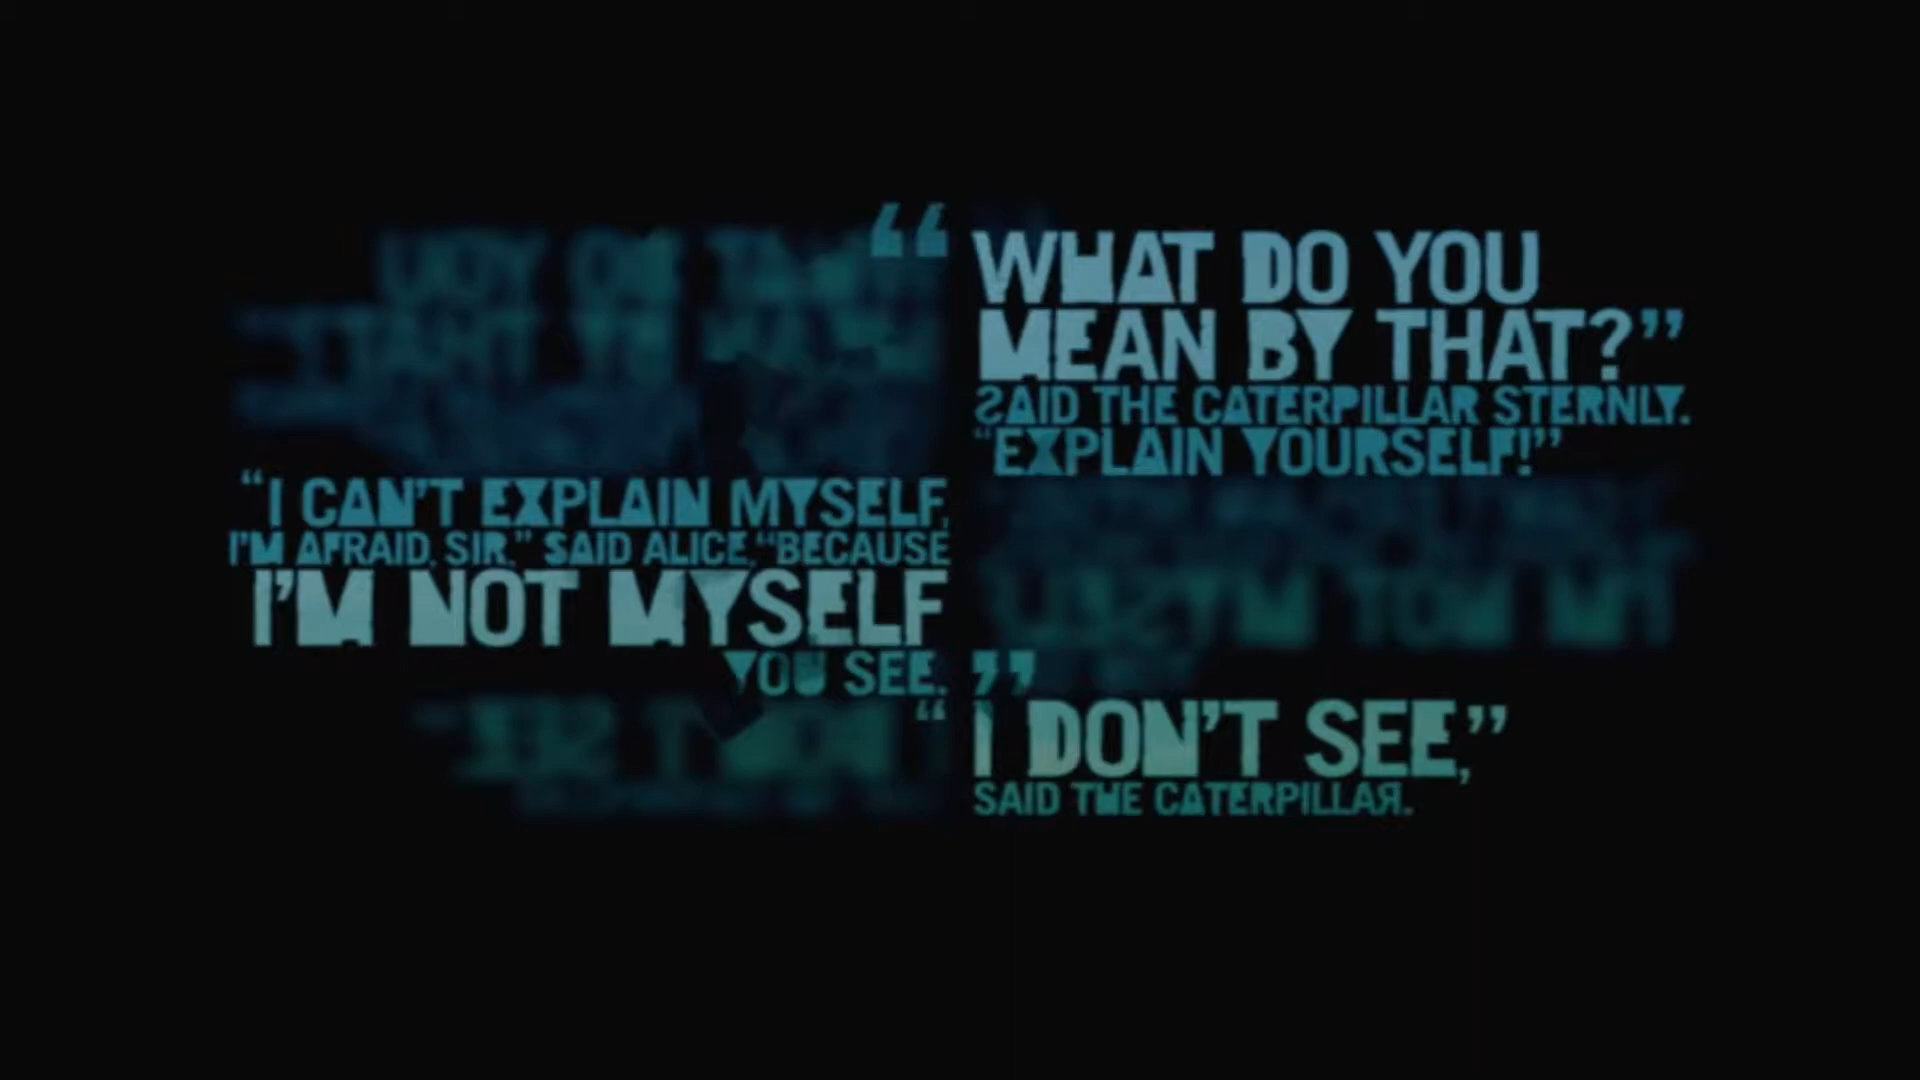 “WHAT DO YOU
MEAN BY THAT?”
SAID THE CATERPILLAR STERNLY.
“EXPLAIN YOURSELF!”
“I CAN’T EXPLAIN MYSELF,
I’M AFRAID, SIR,” SAID ALICE, “BECAUSE
I’M NOT MYSELF
YOU SEE.”
“I DON’T SEE,”
SAID THE CATERPILLAR.